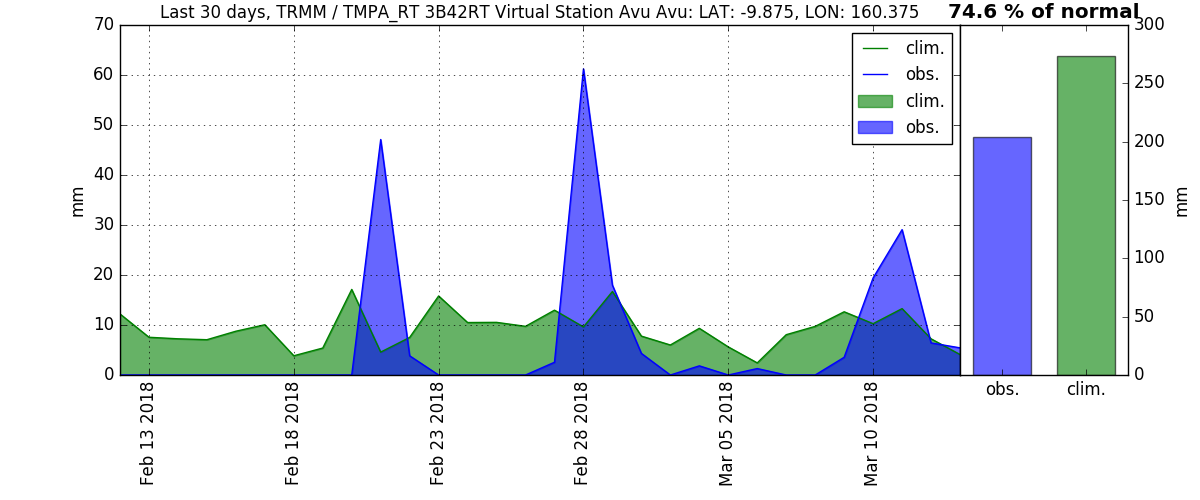 Last 30 days, TRMM / TMPA_RT 3B42RT Virtual Station Avu Avu: LAT: -9.875, LON: 160.375
74.6 % of normal
70
60
50
40
30
20
10
0
mm
clim.
obs.
clim.
obs.
300
250
200
150
100
50
0
mm
obs.
clim.
Feb 13 2018
Feb 18 2018
Feb 23 2018
Feb 28 2018
Mar 05 2018
Mar 10 2018